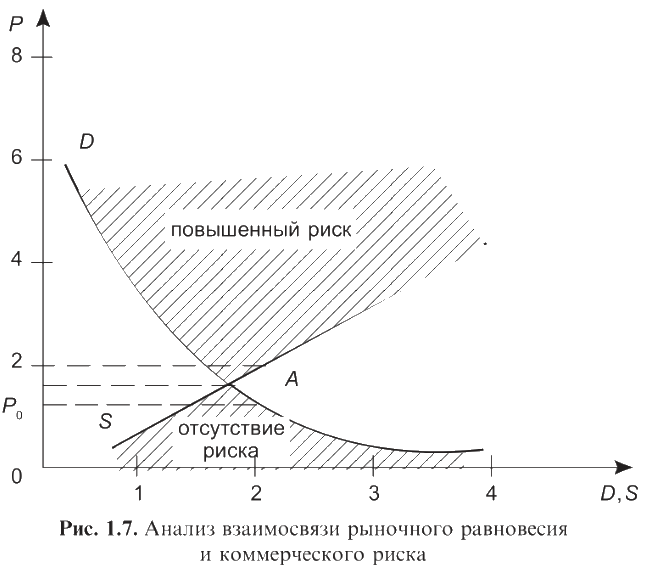 P
8
D
6
повышенный риск
4
2
A
P₀
S
отсутствие
риска
0
1
2
3
4
D, S
Рис. 1.7. Анализ взаимосвязи рыночного равновесия
и коммерческого риска